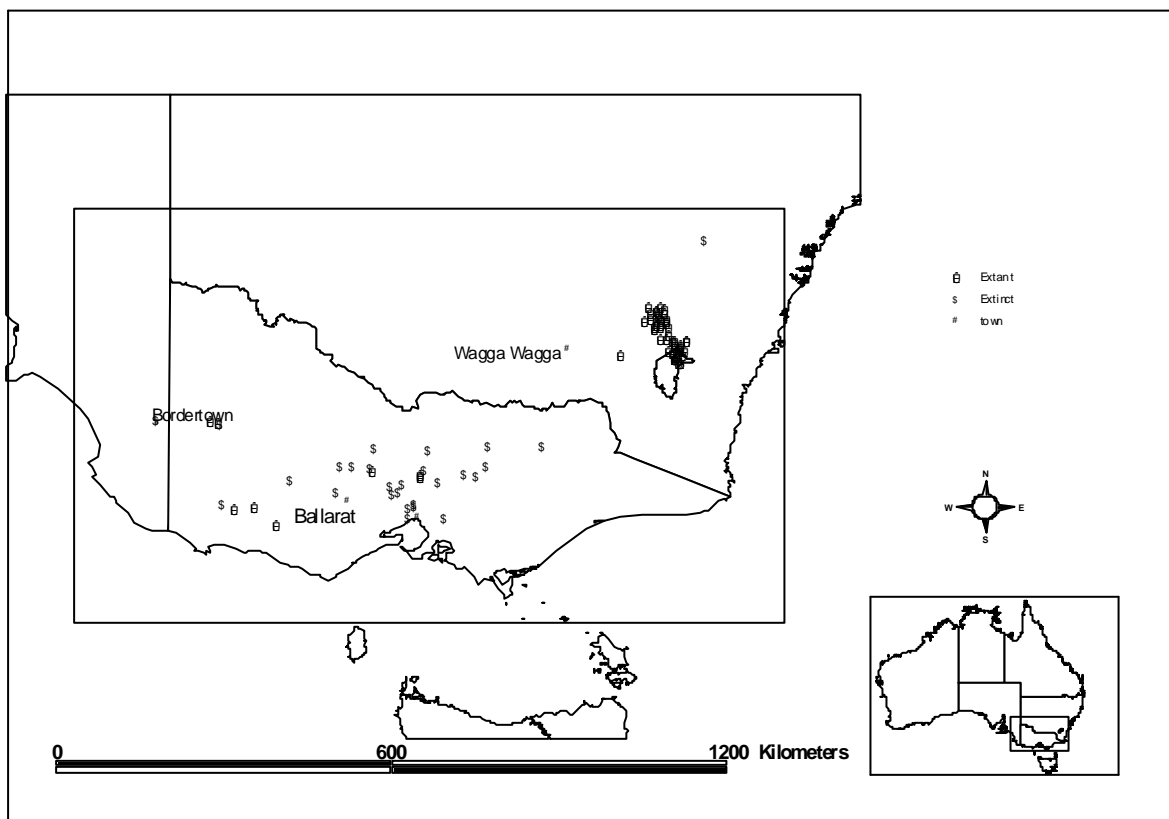 Extant
$ Extinct
# town
Wagga Wagga #
Bordertown
Ballarat
N
W E
S
0 600 1200 Kilometers